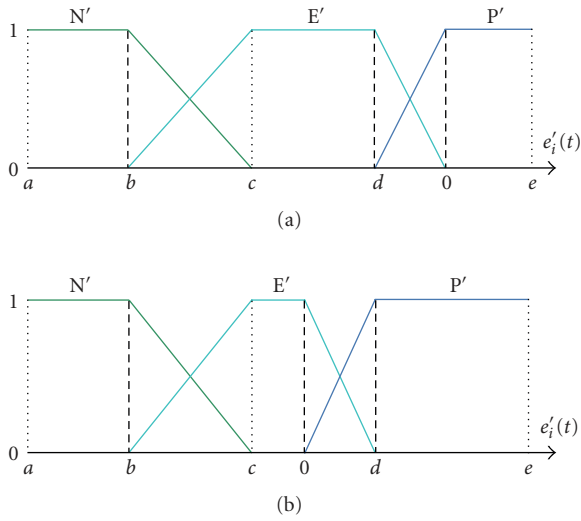 N′ E′ P′
1
0
e′i(t)
a b c d 0 e
(a)
N′ E′ P′
1
0
e′i(t)
a b c 0 d e
(b)